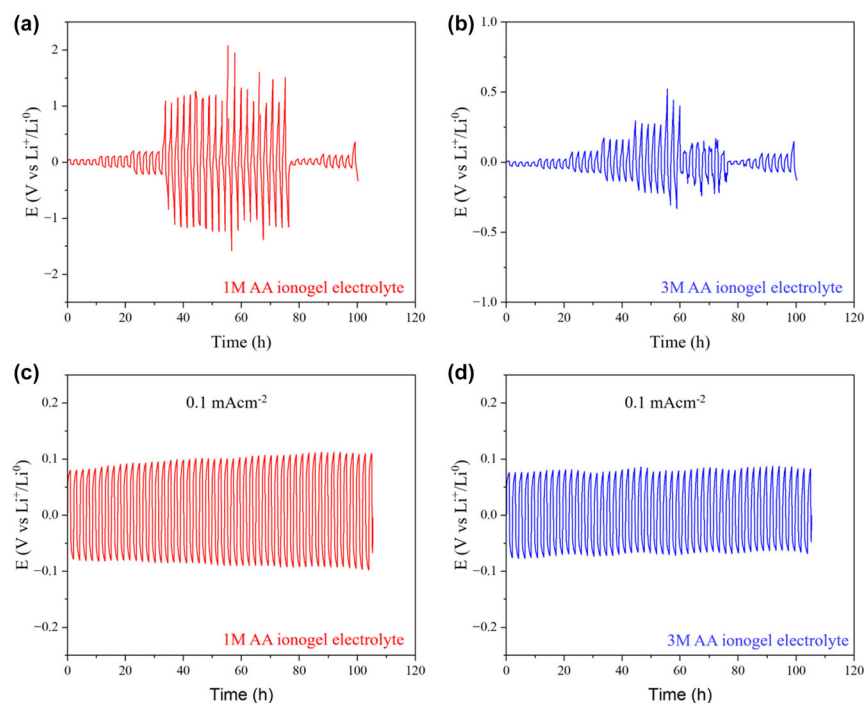 (a)
E (V vs Li⁺/Li⁰)
2
1
0
−1
−2
1M AA ionogel electrolyte
0 20 40 60 80 100 120
Time (h)
(b)
E (V vs Li⁺/Li⁰)
1.0
0.5
0.0
−0.5
−1.0
3M AA ionogel electrolyte
0 20 40 60 80 100 120
Time (h)
(c)
E (V vs Li⁺/Li⁰)
0.2
0.1
0.0
−0.1
−0.2
0.1 mAcm⁻²
1M AA ionogel electrolyte
0 20 40 60 80 100 120
Time (h)
(d)
E (V vs Li⁺/Li⁰)
0.2
0.1
0.0
−0.1
−0.2
0.1 mAcm⁻²
3M AA ionogel electrolyte
0 20 40 60 80 100 120
Time (h)